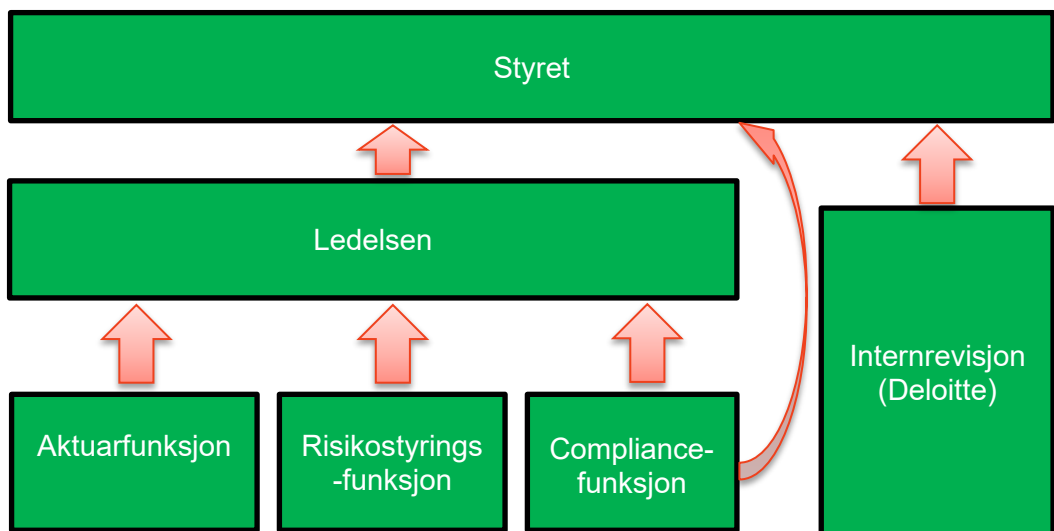 Styret
Ledelsen
Internrevisjon
(Deloitte)
Aktuarfunksjon
Risikostyrings
-funksjon
Compliance-
funksjon